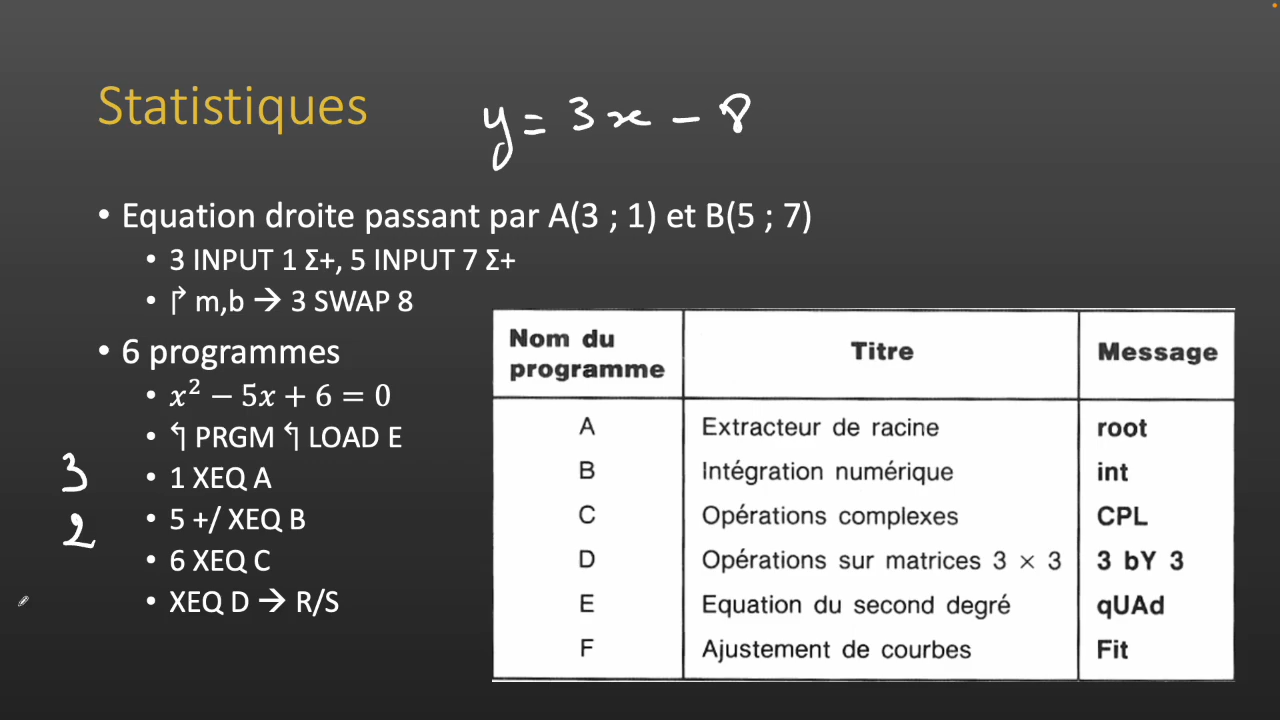 Statistiques
y = 3x - 8
• Equation droite passant par A(3 ; 1) et B(5 ; 7)
• 3 INPUT 1 Σ+, 5 INPUT 7 Σ+
• ↱ m,b → 3 SWAP 8
• 6 programmes
• x² − 5x + 6 = 0
• ↰ PRGM ↰ LOAD E
3
• 1 XEQ A
2
• 5 +/ XEQ B
• 6 XEQ C
• XEQ D → R/S
Nom du programme Titre Message
A Extracteur de racine root
B Intégration numérique int
C Opérations complexes CPL
D Opérations sur matrices 3 × 3 3 bY 3
E Equation du second degré qUAd
F Ajustement de courbes Fit